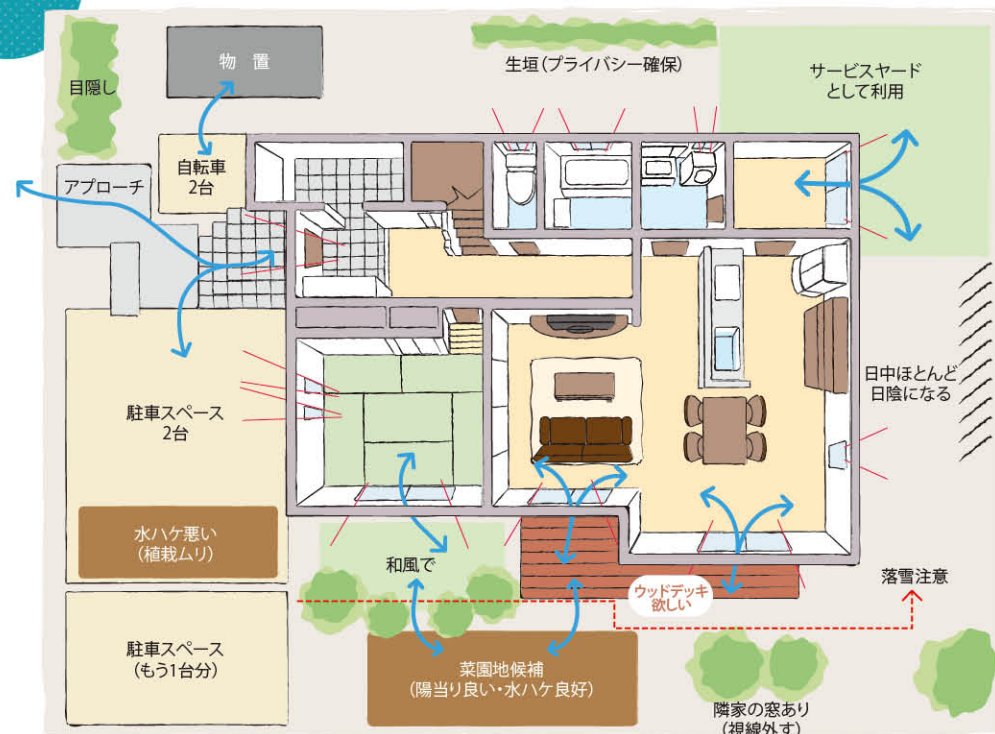 物 置
生垣(プライバシー確保)
サービスヤード
として利用
目隠し
自転車
2台
アプローチ
駐車スペース
2台
日中ほとんど
日陰になる
水ハケ悪い
(植栽ムリ)
和風で
ウッドデッキ
欲しい
落雪注意
駐車スペース
(もう1台分)
菜園地候補
(陽当り良い・水ハケ良好)
隣家の窓あり
(視線外す)